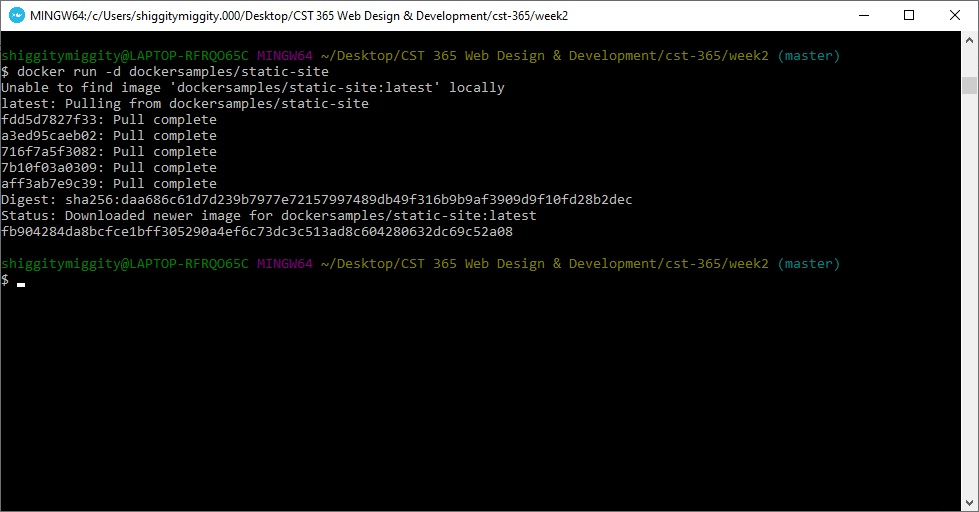 MINGW64:/c/Users/shiggitymiggity.000/Desktop/CST 365 Web Design & Development/cst-365/week2
shiggitymiggity@LAPTOP-RFRQO65C MINGW64 ~/Desktop/CST 365 Web Design & Development/cst-365/week2 (master)
$ docker run -d dockersamples/static-site
Unable to find image 'dockersamples/static-site:latest' locally
latest: Pulling from dockersamples/static-site
fdd5d7827f33: Pull complete
a3ed95caeb02: Pull complete
716f7a5f3082: Pull complete
7b10f03a0309: Pull complete
aff3ab7e9c39: Pull complete
Digest: sha256:daa686c61d7d239b7977e72157997489db49f316b9b9af3909d9f10fd28b2dec
Status: Downloaded newer image for dockersamples/static-site:latest
fb904284da8bcfce1bff305290a4ef6c73dc3c513ad8c604280632dc69c52a08
shiggitymiggity@LAPTOP-RFRQO65C MINGW64 ~/Desktop/CST 365 Web Design & Development/cst-365/week2 (master)
$